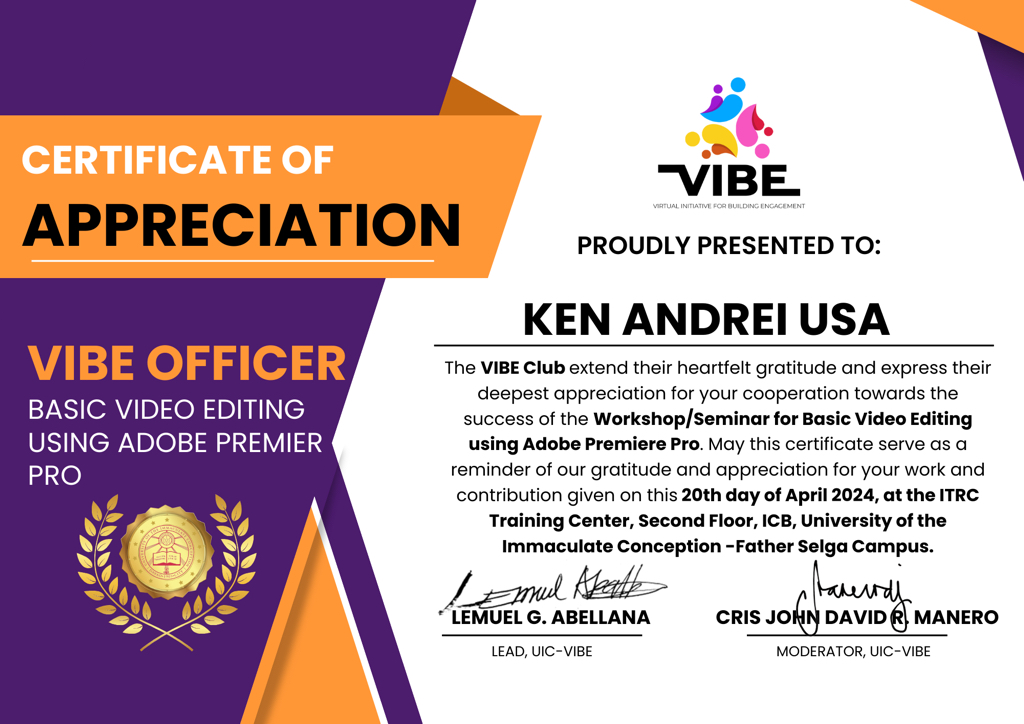 CERTIFICATE OF
APPRECIATION
VIBE OFFICER
BASIC VIDEO EDITING
USING ADOBE PREMIER
PRO
VIBE
VIRTUAL INITIATIVE FOR BUILDING ENGAGEMENT
PROUDLY PRESENTED TO:
KEN ANDREI USA
The VIBE Club extend their heartfelt gratitude and express their
deepest appreciation for your cooperation towards the
success of the Workshop/Seminar for Basic Video Editing
using Adobe Premiere Pro. May this certificate serve as a
reminder of our gratitude and appreciation for your work and
contribution given on this 20th day of April 2024, at the ITRC
Training Center, Second Floor, ICB, University of the
Immaculate Conception -Father Selga Campus.
Lemuel Abella
LEMUEL G. ABELLANA
LEAD, UIC-VIBE
CRIS JOHN DAVID R. MANERO
MODERATOR, UIC-VIBE